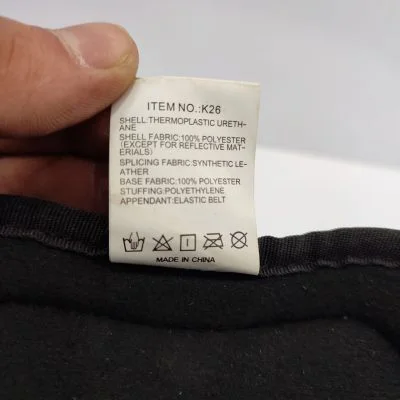 ITEM NO.:K26
SHELL:THERMOPLASTIC URETH-
ANE
SHELL FABRIC:100% POLYESTER
(EXCEPT FOR REFLECTIVE MAT-
ERIALS)
SPLICING FABRIC:SYNTHETIC LE-
ATHER
BASE FABRIC:100% POLYESTER
STUFFING:POLYETHYLENE
APPENDANT:ELASTIC BELT
MADE IN CHINA